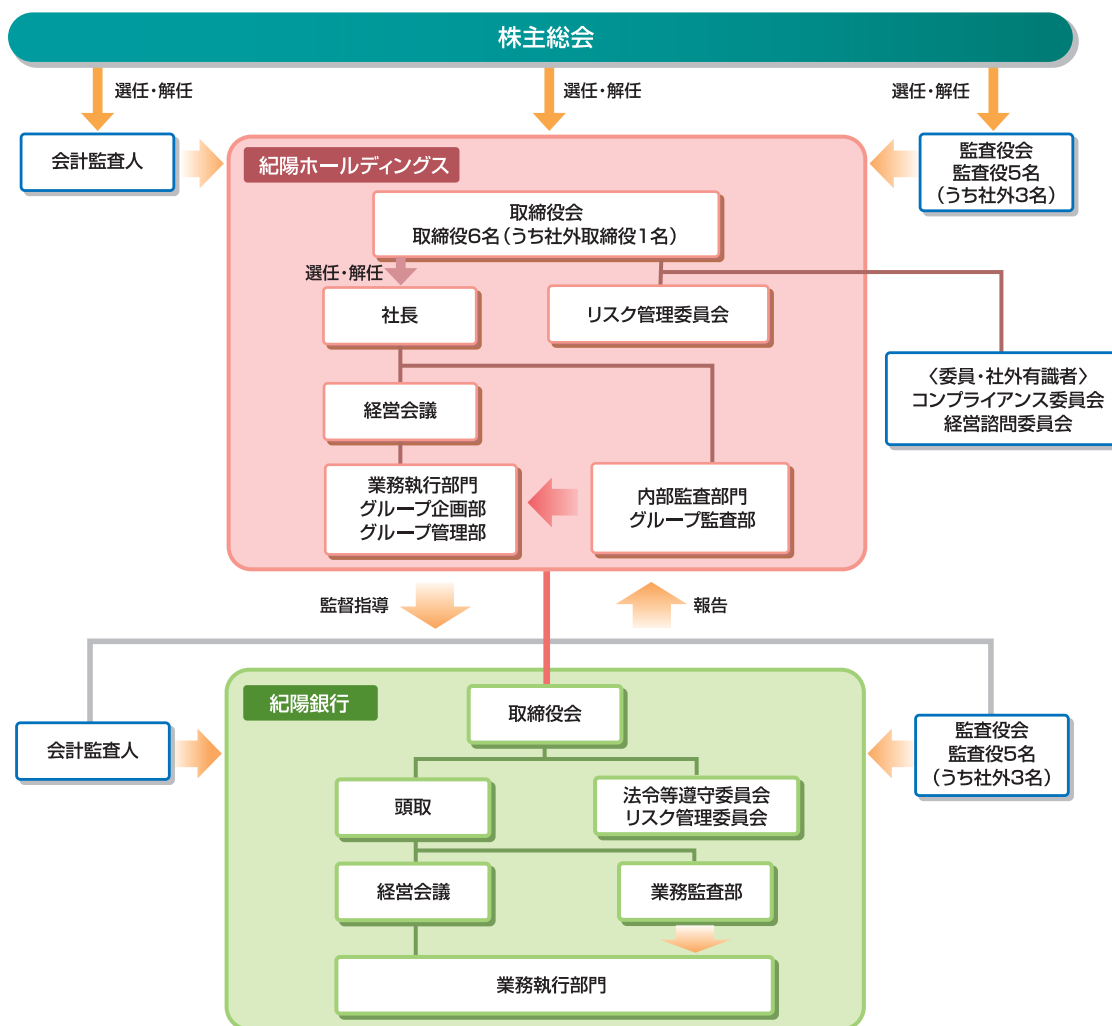 株主総会
選任・解任
選任・解任
選任・解任
会計監査人
監査役会
監査役5名
(うち社外3名)
紀陽ホールディングス
取締役会
取締役6名(うち社外取締役1名)
選任・解任
社長
リスク管理委員会
〈委員・社外有識者〉
コンプライアンス委員会
経営諮問委員会
経営会議
業務執行部門
グループ企画部
グループ管理部
内部監査部門
グループ監査部
監督指導
報告
紀陽銀行
取締役会
会計監査人
監査役会
監査役5名
(うち社外3名)
頭取
法令等遵守委員会
リスク管理委員会
経営会議
業務監査部
業務執行部門